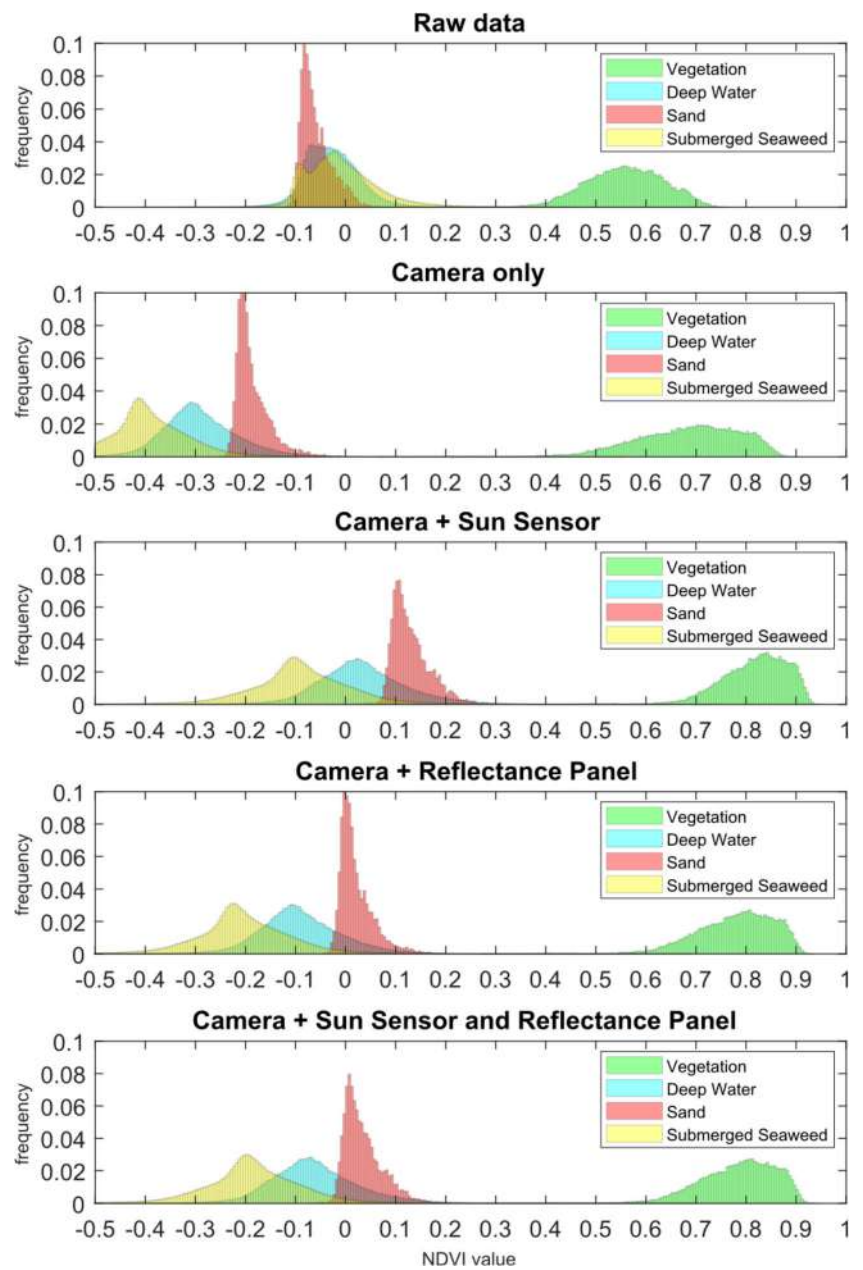 Raw data
0.1
0.08
0.06
0.04
0.02
0
frequency
Vegetation
Deep Water
Sand
Submerged Seaweed
-0.5 -0.4 -0.3 -0.2 -0.1 0 0.1 0.2 0.3 0.4 0.5 0.6 0.7 0.8 0.9 1
Camera only
0.1
0.08
0.06
0.04
0.02
0
frequency
Vegetation
Deep Water
Sand
Submerged Seaweed
-0.5 -0.4 -0.3 -0.2 -0.1 0 0.1 0.2 0.3 0.4 0.5 0.6 0.7 0.8 0.9 1
Camera + Sun Sensor
0.1
0.08
0.06
0.04
0.02
0
frequency
Vegetation
Deep Water
Sand
Submerged Seaweed
-0.5 -0.4 -0.3 -0.2 -0.1 0 0.1 0.2 0.3 0.4 0.5 0.6 0.7 0.8 0.9 1
Camera + Reflectance Panel
0.1
0.08
0.06
0.04
0.02
0
frequency
Vegetation
Deep Water
Sand
Submerged Seaweed
-0.5 -0.4 -0.3 -0.2 -0.1 0 0.1 0.2 0.3 0.4 0.5 0.6 0.7 0.8 0.9 1
Camera + Sun Sensor and Reflectance Panel
0.1
0.08
0.06
0.04
0.02
0
frequency
Vegetation
Deep Water
Sand
Submerged Seaweed
-0.5 -0.4 -0.3 -0.2 -0.1 0 0.1 0.2 0.3 0.4 0.5 0.6 0.7 0.8 0.9 1
NDVI value